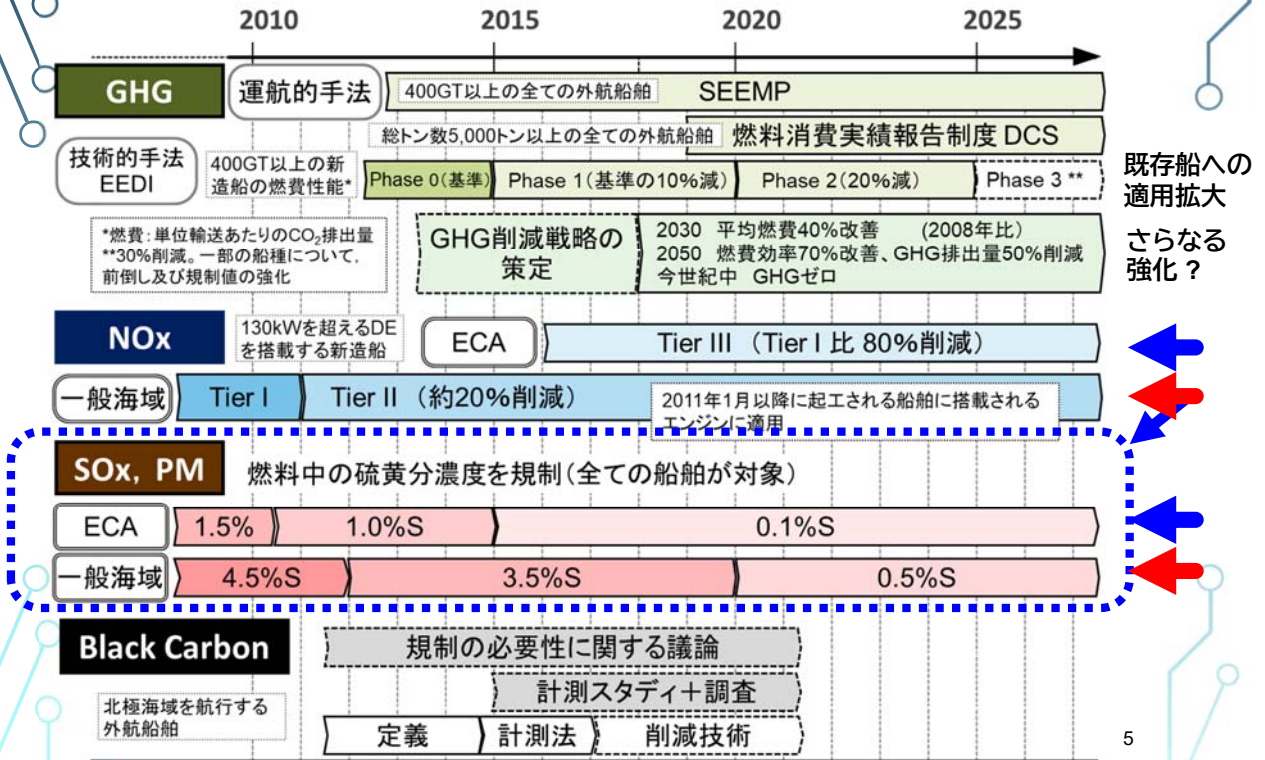 2010 2015 2020 2025
GHG 運航的手法 400GT以上の全ての外航船舶 SEEMP
総トン数5,000トン以上の全ての外航船舶 燃料消費実績報告制度 DCS
技術的手法
EEDI
400GT以上の新
造船の燃費性能*
Phase 0(基準) Phase 1(基準の10%減) Phase 2(20%減) Phase 3 **
既存船への
適用拡大
さらなる
強化？
*燃費:単位輸送あたりのCO₂排出量
**30%削減。一部の船種について、
前倒し及び規制値の強化
GHG削減戦略の
策定
2030 平均燃費40%改善 (2008年比)
2050 燃費効率70%改善、GHG排出量50%削減
今世紀中 GHGゼロ
NOx
130kWを超えるDE
を搭載する新造船
ECA Tier III (Tier I 比 80%削減)
一般海域 Tier I Tier II (約20%削減)
2011年1月以降に起工される船舶に搭載される
エンジンに適用
SOx, PM 燃料中の硫黄分濃度を規制(全ての船舶が対象)
ECA 1.5% 1.0%S 0.1%S
一般海域 4.5%S 3.5%S 0.5%S
Black Carbon 規制の必要性に関する議論
計測スタディ+調査
北極海域を航行する
外航船舶
定義 計測法 削減技術
5